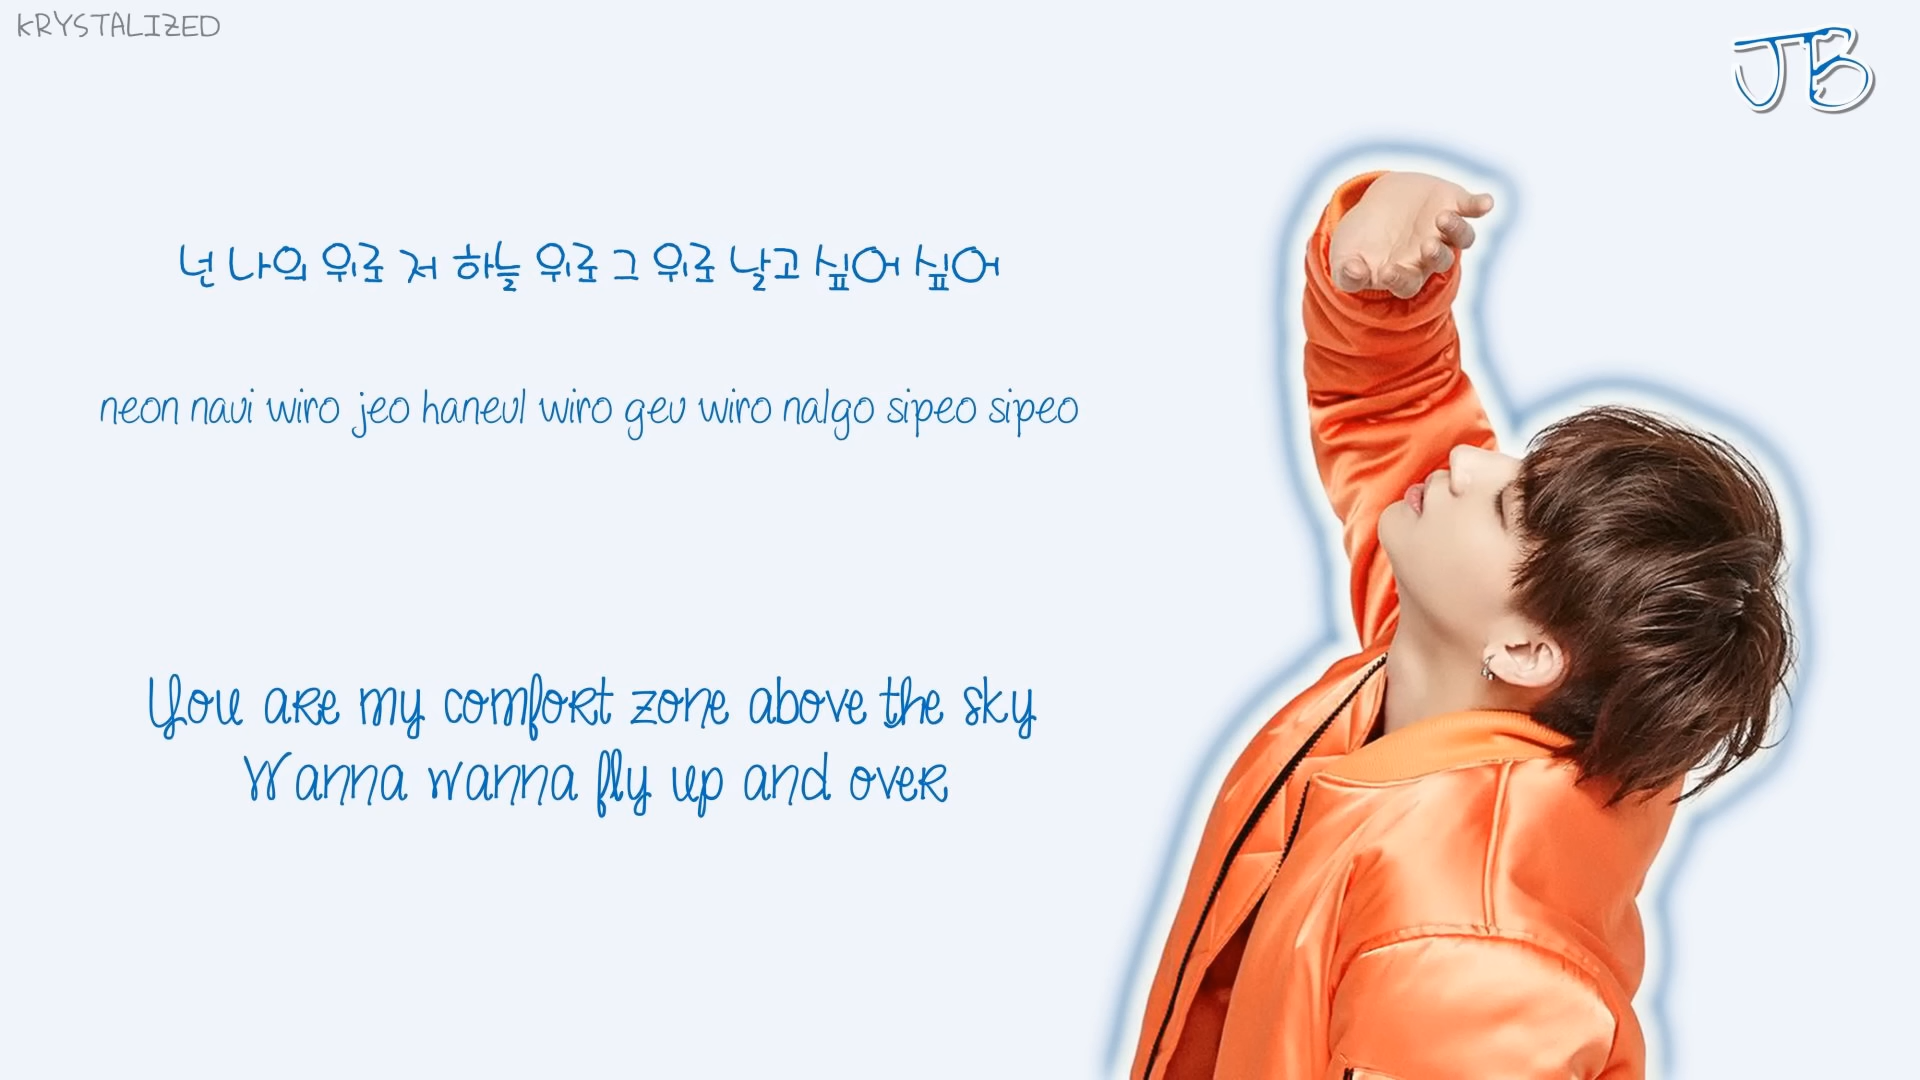 KRYSTALIZED
JB
넌 나의 위로 저 하늘 위로 그 위로 날고 싶어 싶어
neon naui wiro jeo haneul wiro geu wiro nalgo sipeo sipeo
You are my comfort zone above the sky
Wanna wanna fly up and over